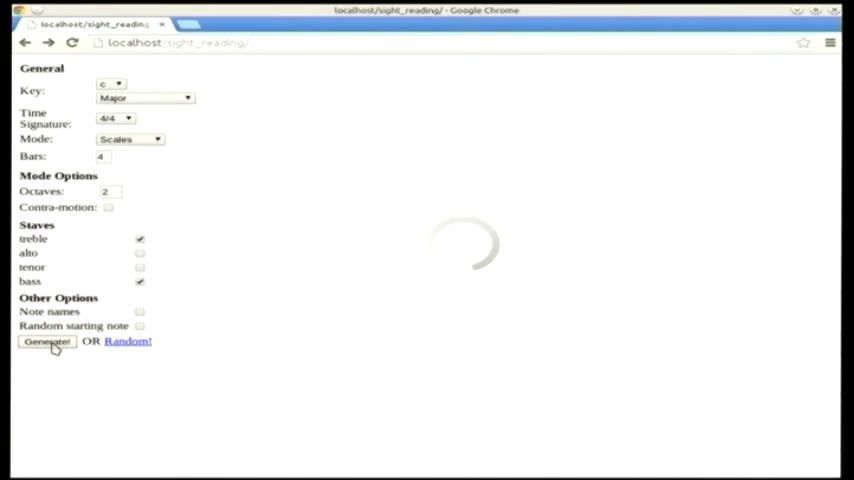 localhost/sight_reading/ - Google Chrome
localhost/sight_reading
localhost/sight_reading/
General
Key:
c
Major
Time
Signature:
4/4
Mode:
Scales
Bars:
4
Mode Options
Octaves:
2
Contra-motion:
Staves
treble
alto
tenor
bass
Other Options
Note names
Random starting note
Generate! OR Random!